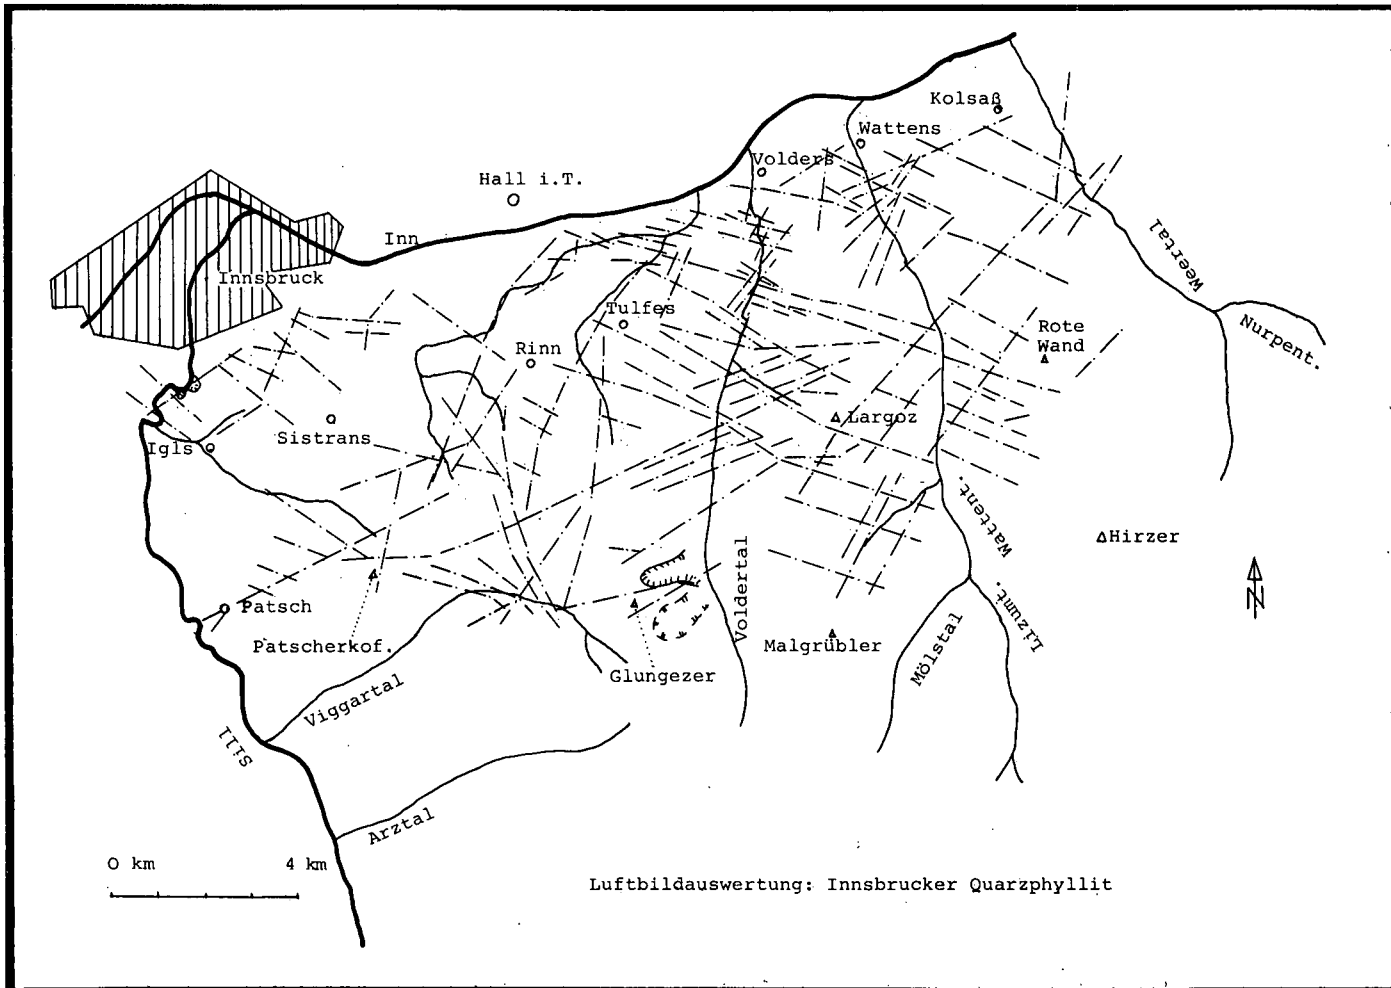 Kolsaß
Wattens
Volders
Hall i.T.
Inn
Innsbruck
Weertal
Nurpent.
Tulfes
Rote
Wand
Rinn
Largoz
Sistrans
Igls
Wattent.
Hirzer
Voldertal
Patsch
Lizumt.
Patscherkof.
Malgrübler
Mölstal
Glungezer
Viggartal
Sill
Arztal
N
O km 4 km
Luftbildauswertung: Innsbrucker Quarzphyllit